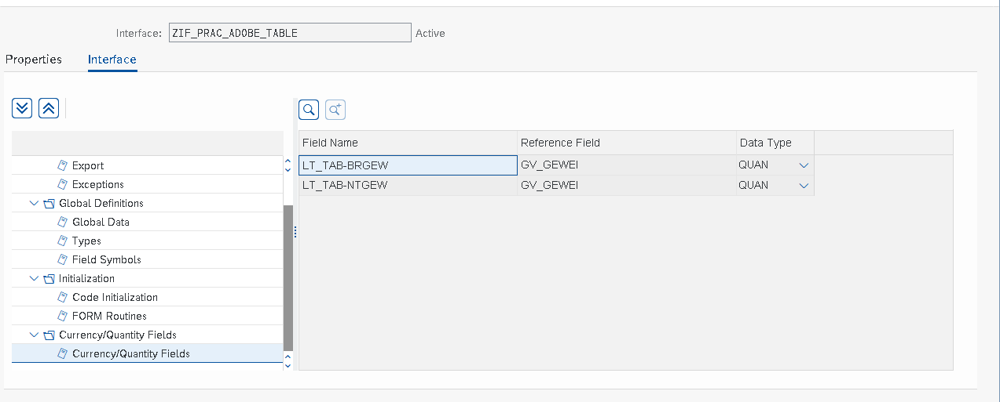 Interface: ZIF_PRAC_ADOBE_TABLE Active
Properties Interface
Field Name Reference Field Data Type
LT_TAB-BRGEW GV_GEWEI QUAN
LT_TAB-NTGEW GV_GEWEI QUAN
Export
Exceptions
Global Definitions
Global Data
Types
Field Symbols
Initialization
Code Initialization
FORM Routines
Currency/Quantity Fields
Currency/Quantity Fields